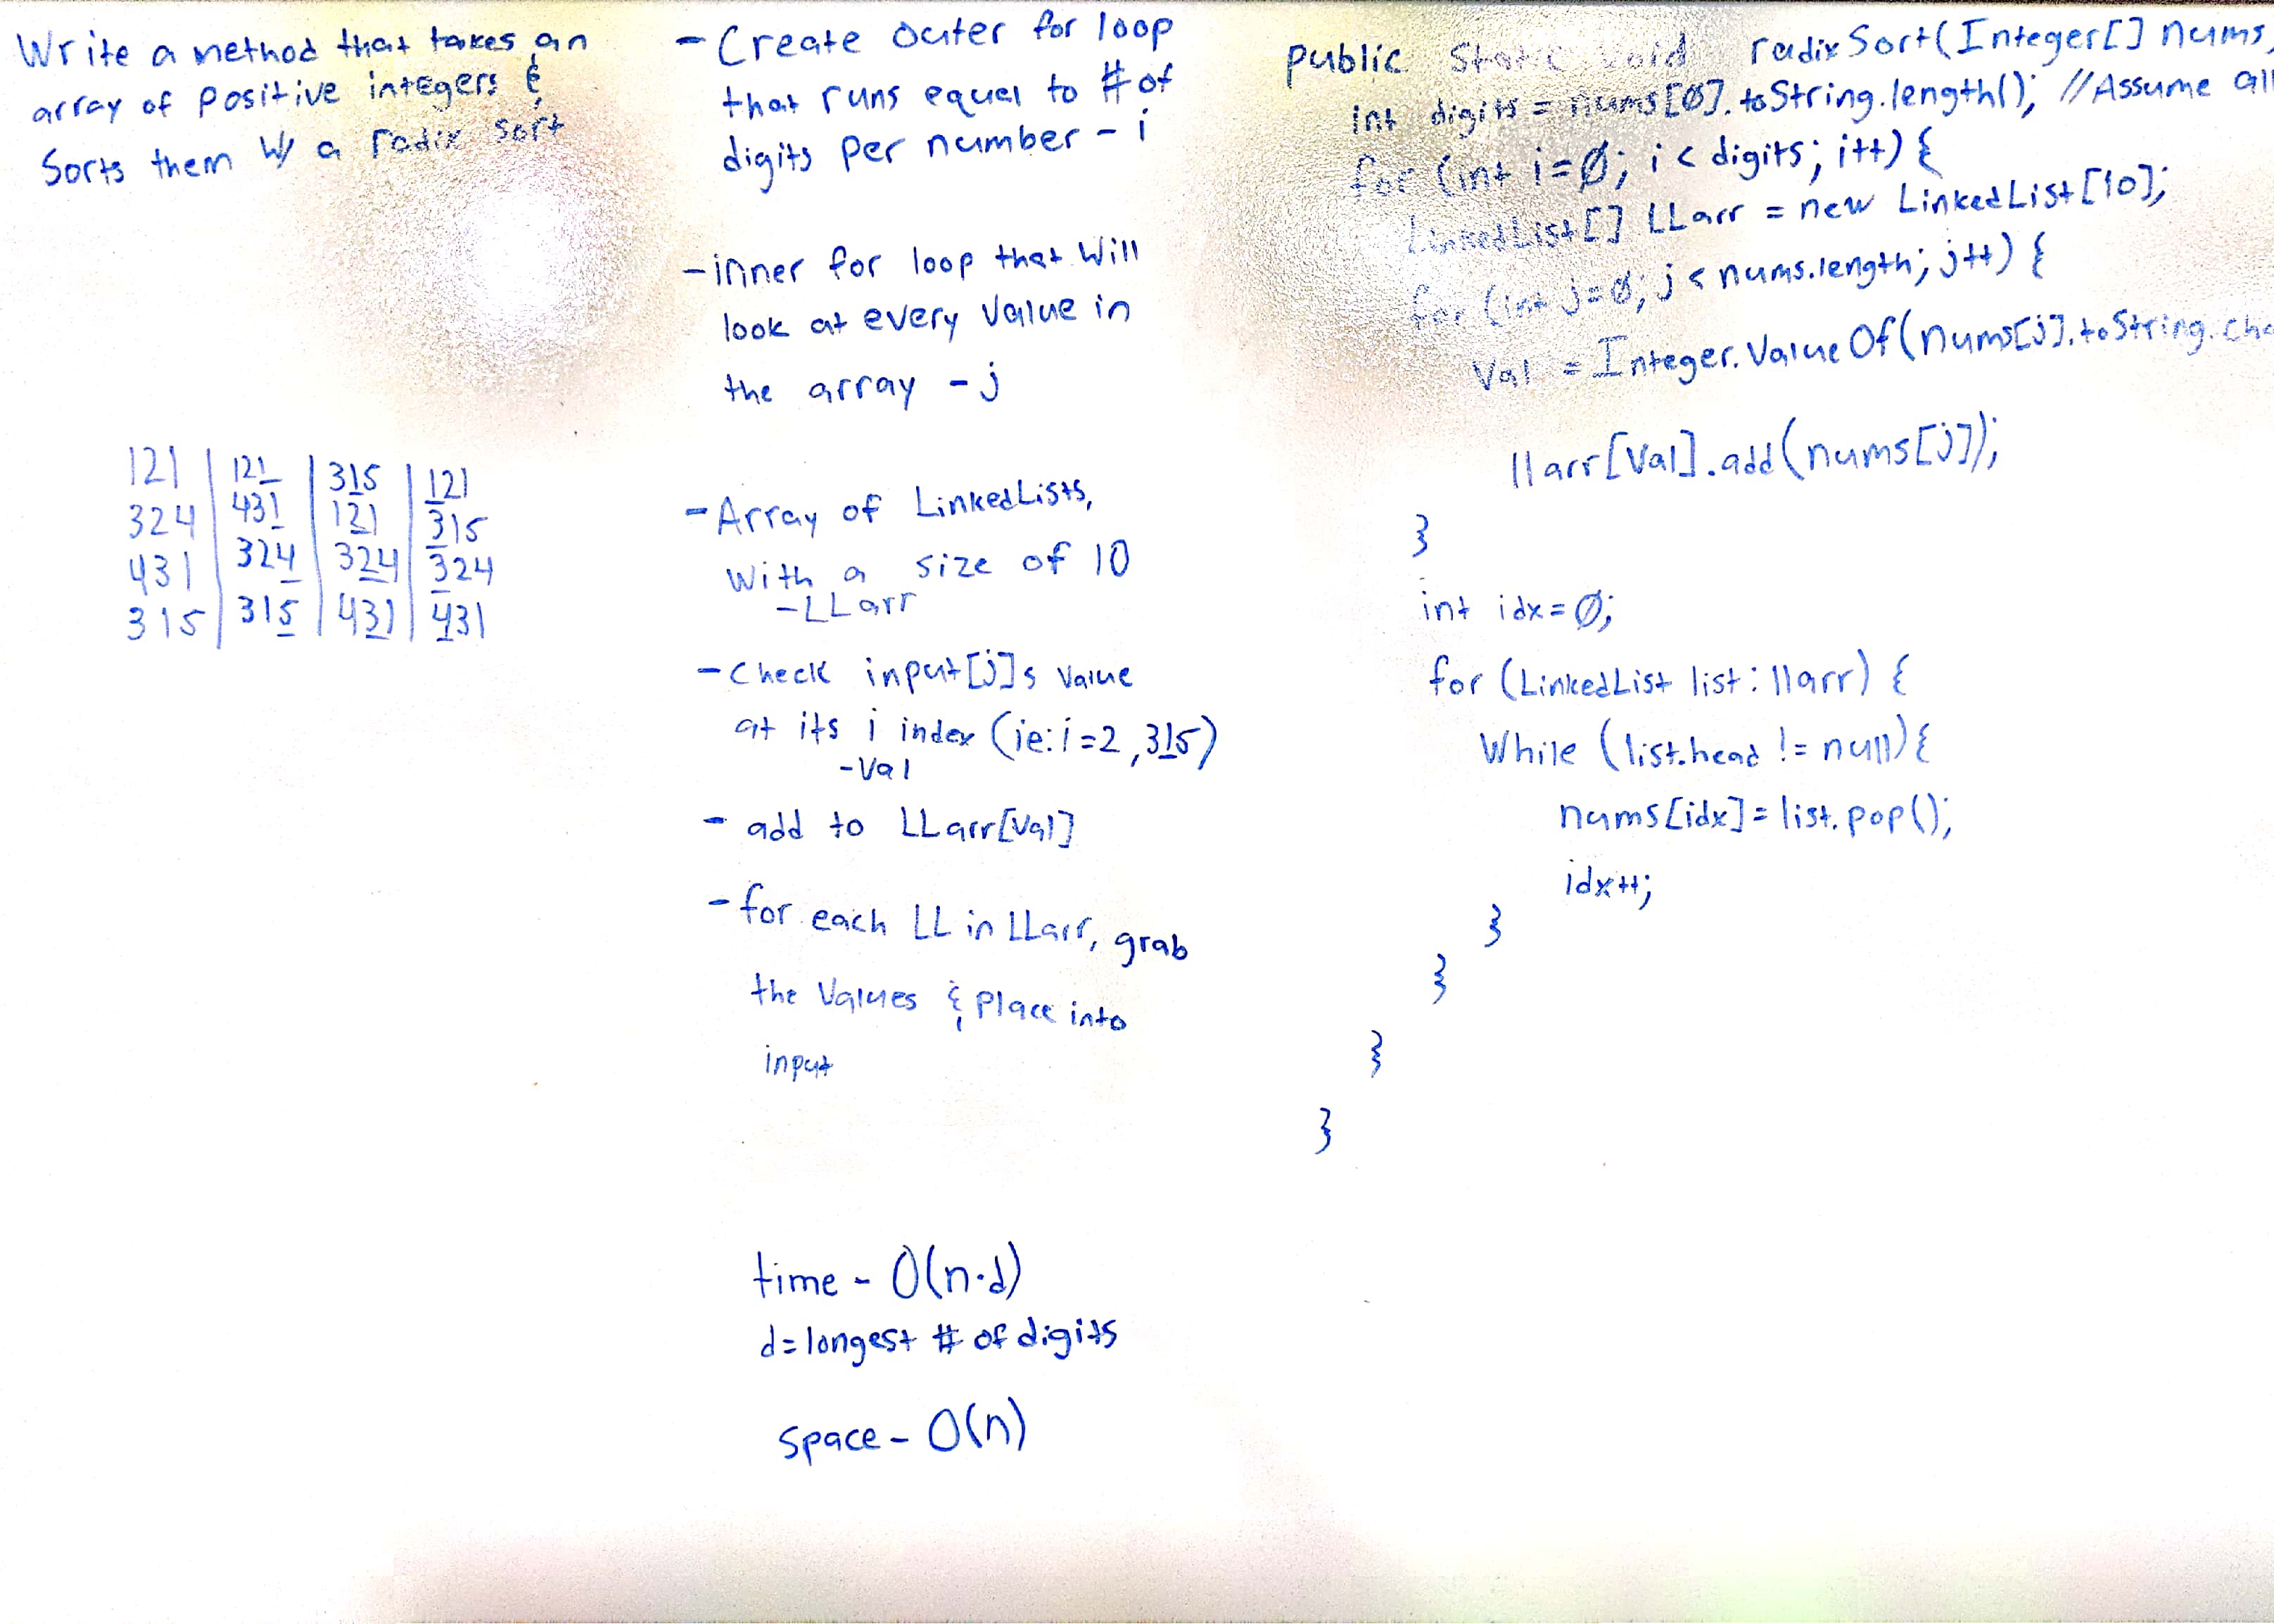 Write a method that takes an
array of positive integers &
sorts them w/ a radix sort
121 | 121 | 315 | 121
324 | 431 | 121 | 315
431 | 324 | 324 | 324
315 | 315 | 431 | 431
- Create outer for loop
that runs equal to # of
digits per number - i
- inner for loop that will
look at every value in
the array - j
- Array of LinkedLists,
with a size of 10
- LLarr
- Check input[j]s value
at its i index (ie: i=2, 315)
- Val
- add to LLarr[Val]
- for each LL in LLarr, grab
the values & place into
input
time - O(n·d)
d = longest # of digits
space - O(n)
public static void radixSort(Integer[] nums,
int digits = nums[0].toString.length(); //Assume all
for (int i=0; i < digits; i++) {
LinkedList[] LLarr = new LinkedList[10];
for (int j=0; j < nums.length; j++) {
Val = Integer.ValueOf(nums[j].toString.cha
llarr[Val].add(nums[j]);
}
int idx = 0;
for (LinkedList list : llarr) {
While (list.head != null) {
nums[idx] = list.pop();
idx++;
}
}
}
}